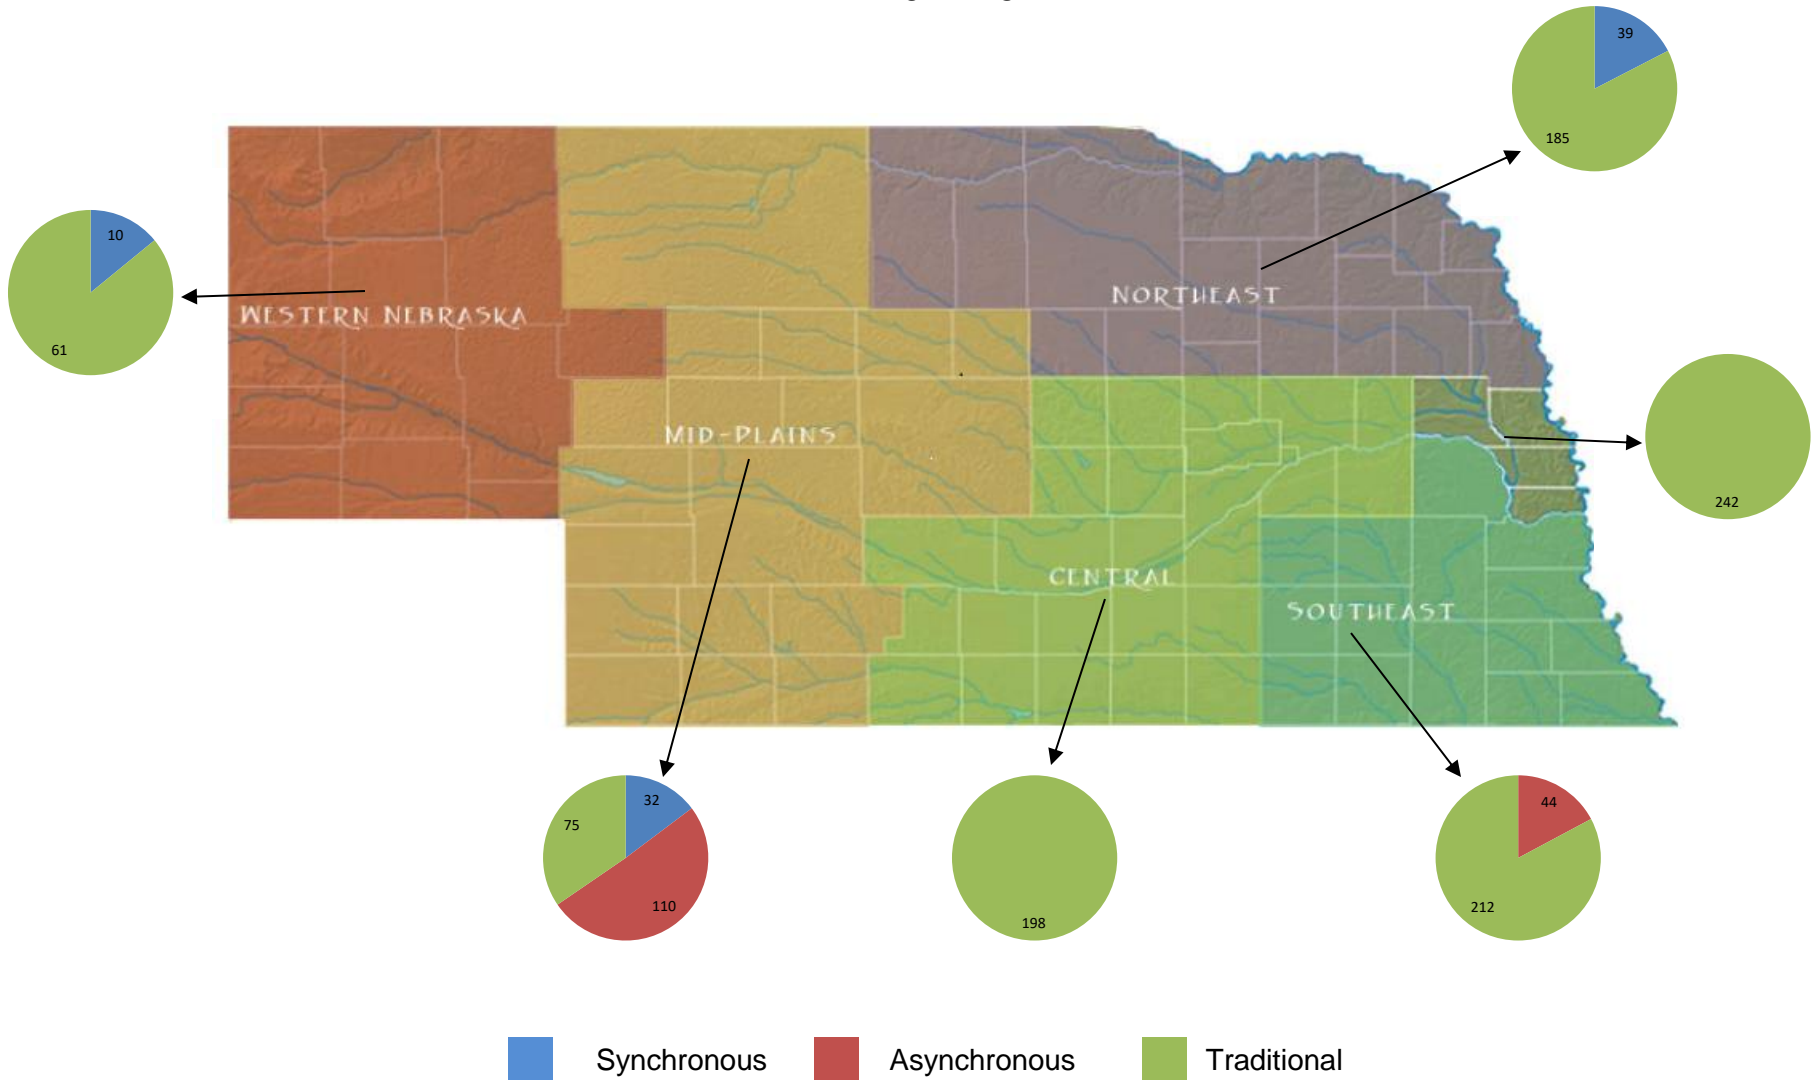 39
185
10
61
WESTERN NEBRASKA
NORTHEAST
MID-PLAINS
242
CENTRAL
SOUTHEAST
32
75
110
198
44
212
Synchronous
Asynchronous
Traditional